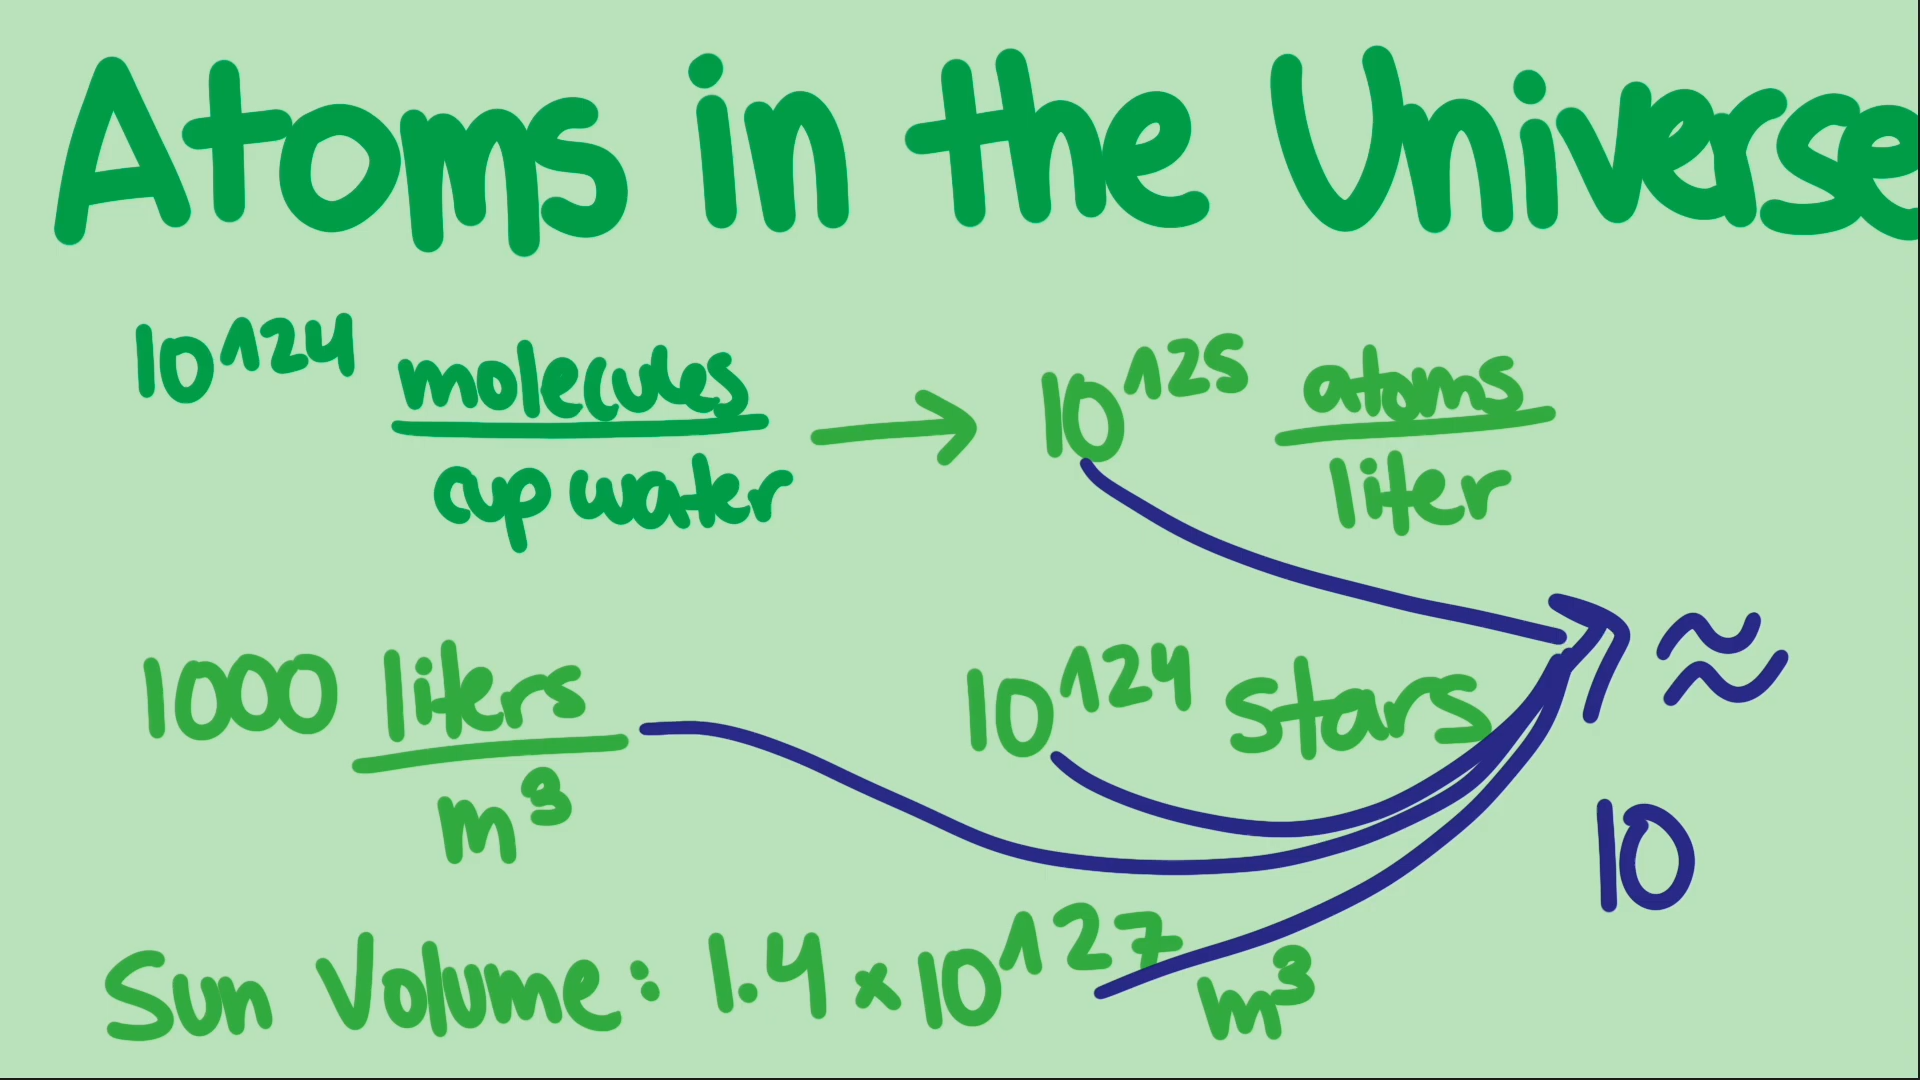 Atoms in the Universe
10^24 molecules → 10^25 atoms
cup water liter
1000 liters 10^24 stars ≈
m³ 10
Sun Volume: 1.4 x 10^27 m³